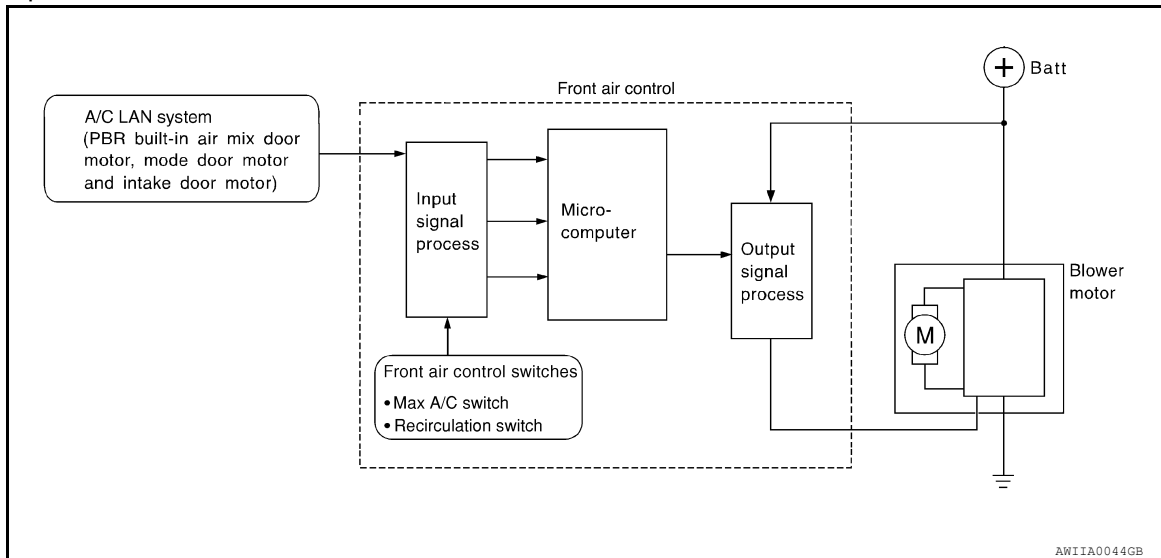 Batt
Front air control
A/C LAN system
(PBR built-in air mix door
motor, mode door motor
and intake door motor)
Input
signal
process
Micro-
computer
Output
signal
process
Blower
motor
M
Front air control switches
• Max A/C switch
• Recirculation switch
AWIIA0044GB